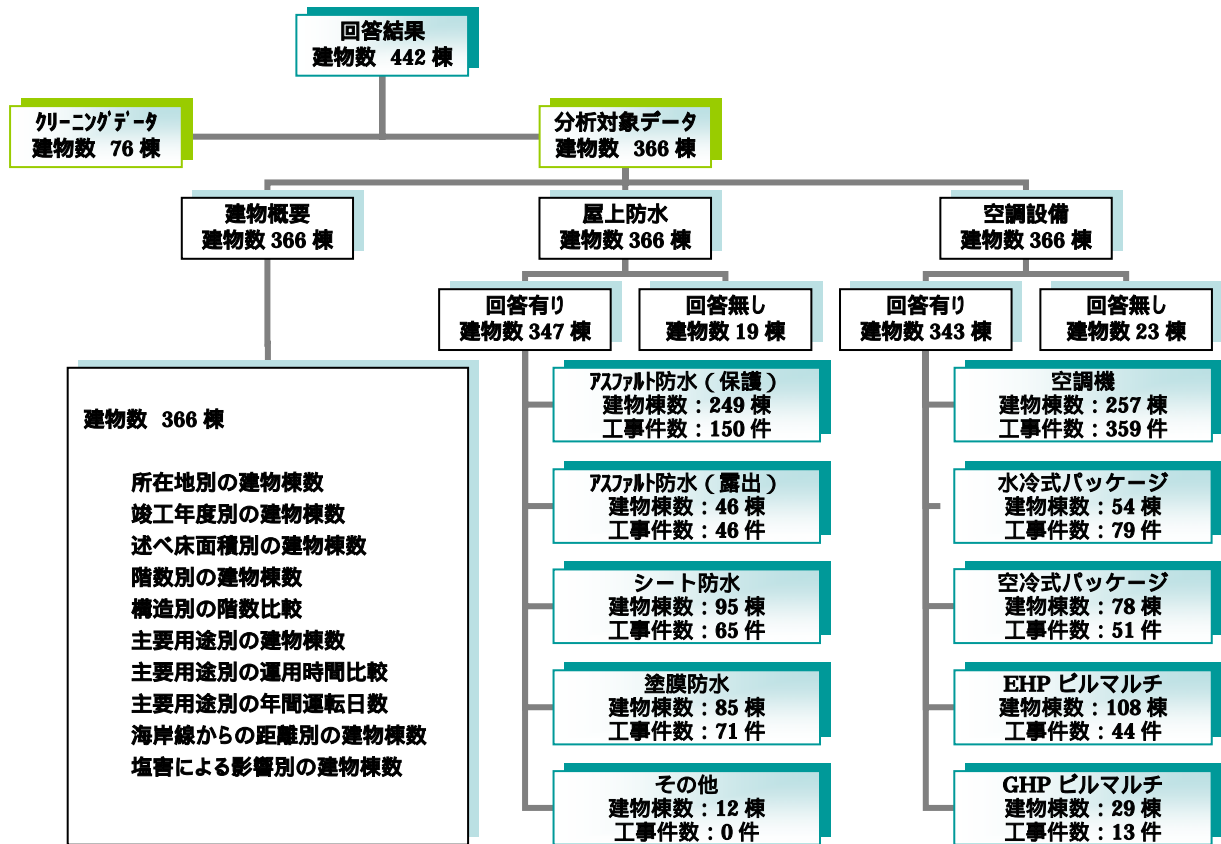 回答結果
建物数 442 棟
ｸﾘｰﾆﾝｸﾞﾃﾞｰﾀ
建物数 76 棟
分析対象データ
建物数 366 棟
建物概要
建物数 366 棟
屋上防水
建物数 366 棟
空調設備
建物数 366 棟
回答有り
建物数 347 棟
回答無し
建物数 19 棟
回答有り
建物数 343 棟
回答無し
建物数 23 棟
建物数 366 棟
所在地別の建物棟数
竣工年度別の建物棟数
述べ床面積別の建物棟数
階数別の建物棟数
構造別の階数比較
主要用途別の建物棟数
主要用途別の運用時間比較
主要用途別の年間運転日数
海岸線からの距離別の建物棟数
塩害による影響別の建物棟数
ｱｽﾌｧﾙﾄ防水（保護）
建物棟数：249 棟
工事件数：150 件
ｱｽﾌｧﾙﾄ防水（露出）
建物棟数：46 棟
工事件数：46 件
シート防水
建物棟数：95 棟
工事件数：65 件
塗膜防水
建物棟数：85 棟
工事件数：71 件
その他
建物棟数：12 棟
工事件数：0 件
空調機
建物棟数：257 棟
工事件数：359 件
水冷式パッケージ
建物棟数：54 棟
工事件数：79 件
空冷式パッケージ
建物棟数：78 棟
工事件数：51 件
EHP ビルマルチ
建物棟数：108 棟
工事件数：44 件
GHP ビルマルチ
建物棟数：29 棟
工事件数：13 件